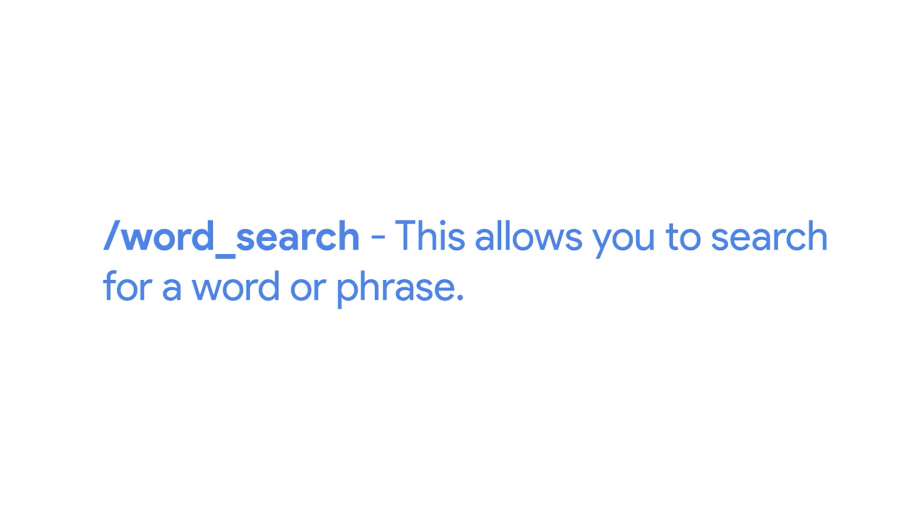 /word_search - This allows you to search
for a word or phrase.